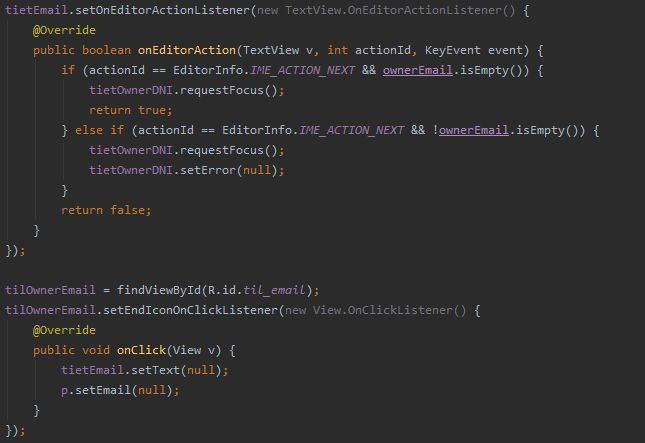 tietEmail.setOnEditorActionListener(new TextView.OnEditorActionListener() {
    @Override
    public boolean onEditorAction(TextView v, int actionId, KeyEvent event) {
        if (actionId == EditorInfo.IME_ACTION_NEXT && ownerEmail.isEmpty()) {
            tietOwnerDNI.requestFocus();
            return true;
        } else if (actionId == EditorInfo.IME_ACTION_NEXT && !ownerEmail.isEmpty()) {
            tietOwnerDNI.requestFocus();
            tietOwnerDNI.setError(null);
        }
        return false;
    }
});

tilOwnerEmail = findViewById(R.id.til_email);
tilOwnerEmail.setEndIconOnClickListener(new View.OnClickListener() {
    @Override
    public void onClick(View v) {
        tietEmail.setText(null);
        p.setEmail(null);
    }
});